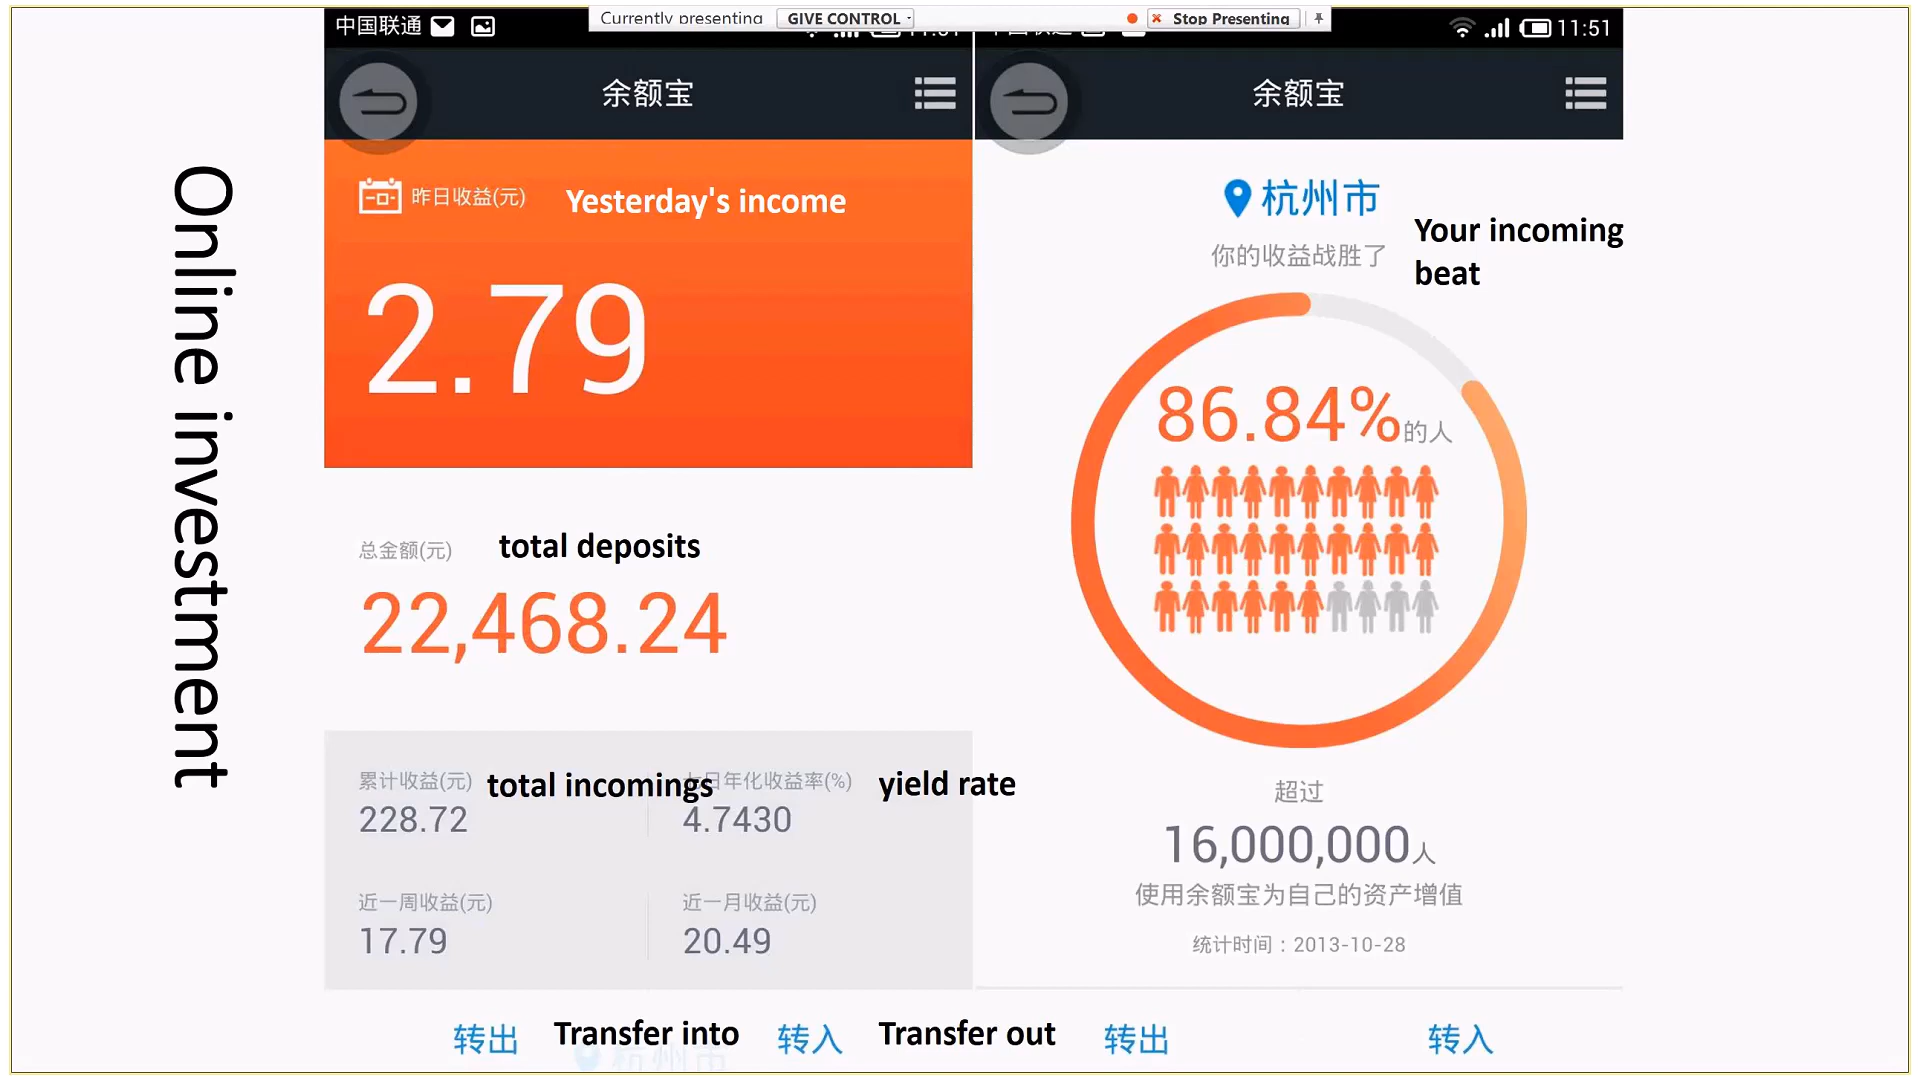 Currently presenting GIVE CONTROL Stop Presenting
中国联通
11:51
余额宝
余额宝
Online investment
昨日收益(元) Yesterday's income
2.79
总金额(元) total deposits
22,468.24
累计收益(元) total incomings
日年化收益率(%) yield rate
228.72
4.7430
近一周收益(元)
近一月收益(元)
17.79
20.49
转出 Transfer into 转入 Transfer out
杭州市
杭州市
你的收益战胜了
Your incoming
beat
86.84%的人
超过
16,000,000人
使用余额宝为自己的资产增值
统计时间：2013-10-28
转出
转入